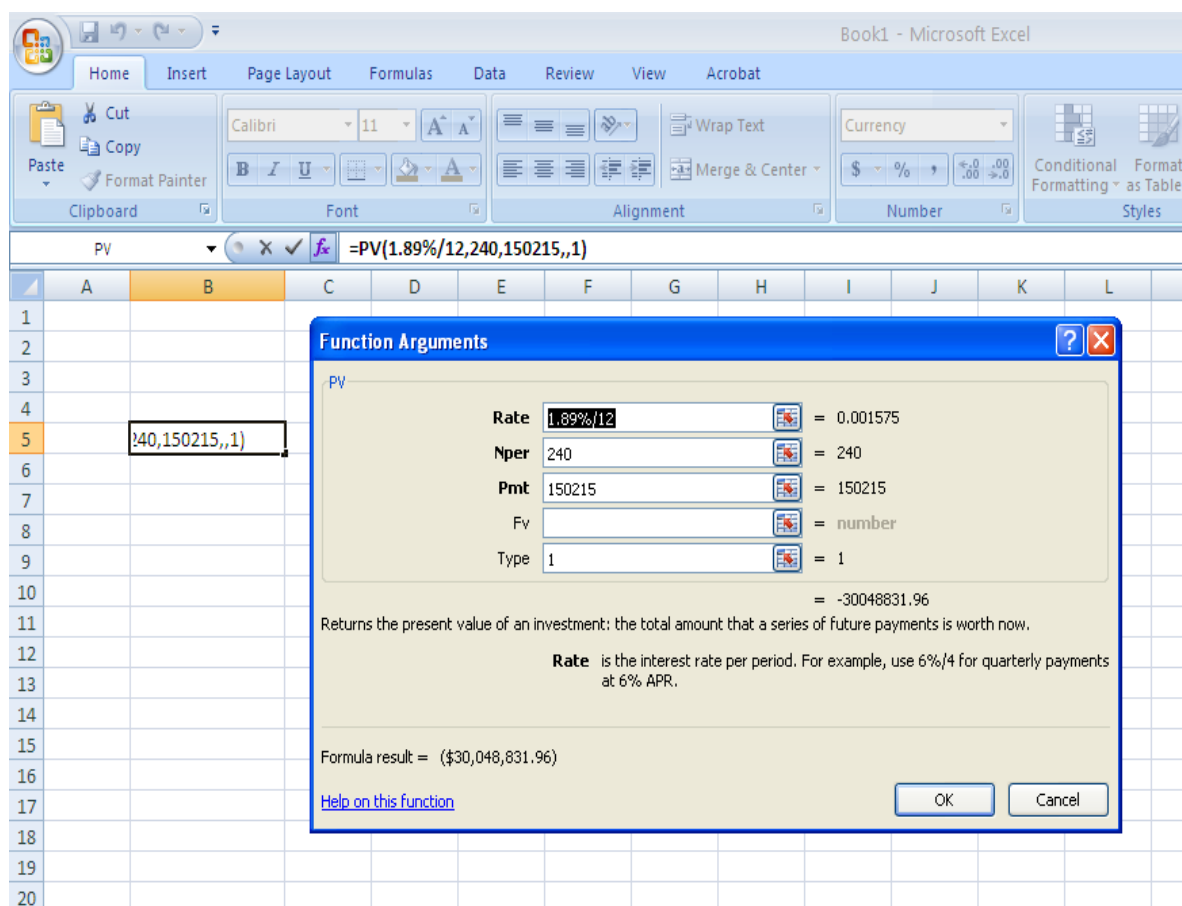 Book1 - Microsoft Excel
Home Insert Page Layout Formulas Data Review View Acrobat
Cut
Copy
Format Painter
Paste
Calibri 11 A A
B I U A
Wrap Text
Merge & Center
Currency
$ % , .0 .00 .00 .0
Conditional Formatting
Format as Table
Clipboard Font Alignment Number Styles
PV fx =PV(1.89%/12,240,150215,,1)
A B C D E F G H I J K L
1
2
3
4
5 240,150215,,1)
6
7
8
9
10
11
12
13
14
15
16
17
18
19
20
Function Arguments ?
PV
Rate 1.89%/12 = 0.001575
Nper 240 = 240
Pmt 150215 = 150215
Fv = number
Type 1 = 1
= -30048831.96
Returns the present value of an investment: the total amount that a series of future payments is worth now.
Rate is the interest rate per period. For example, use 6%/4 for quarterly payments
at 6% APR.
Formula result = ($30,048,831.96)
Help on this function OK Cancel